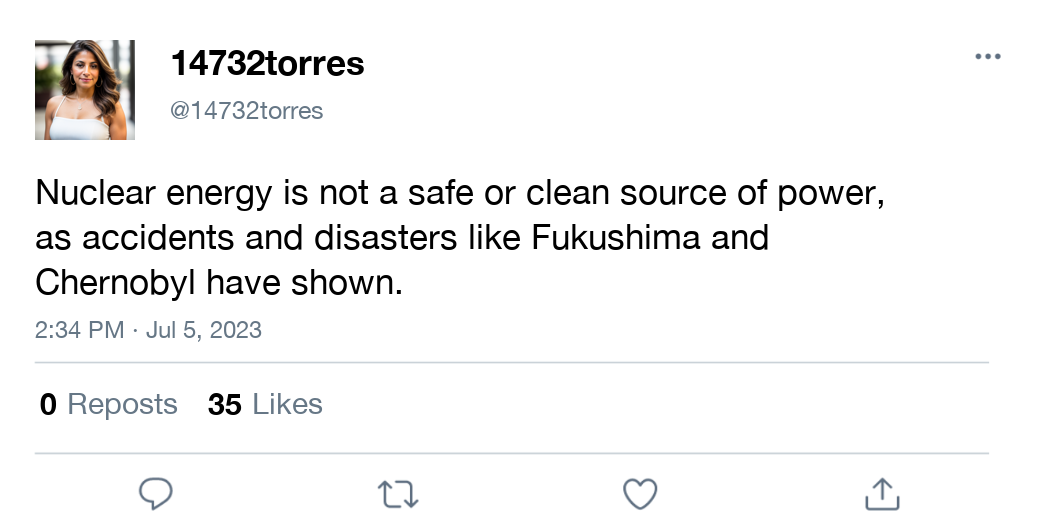 14732torres
@14732torres
Nuclear energy is not a safe or clean source of power,
as accidents and disasters like Fukushima and
Chernobyl have shown.
2:34 PM · Jul 5, 2023
0 Reposts 35 Likes